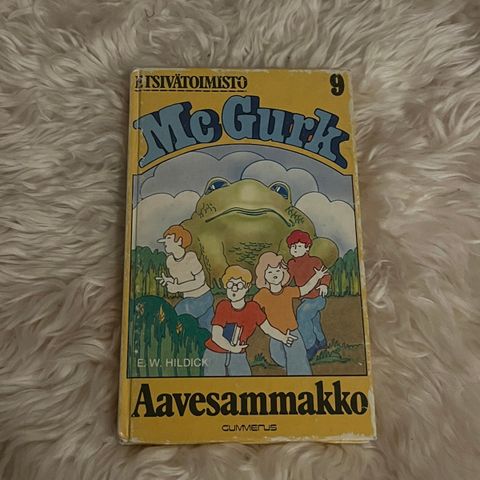 ETSIVÄTOIMISTO 9
McGurk
E. W. HILDICK
Aavesammakko
GUMMERUS